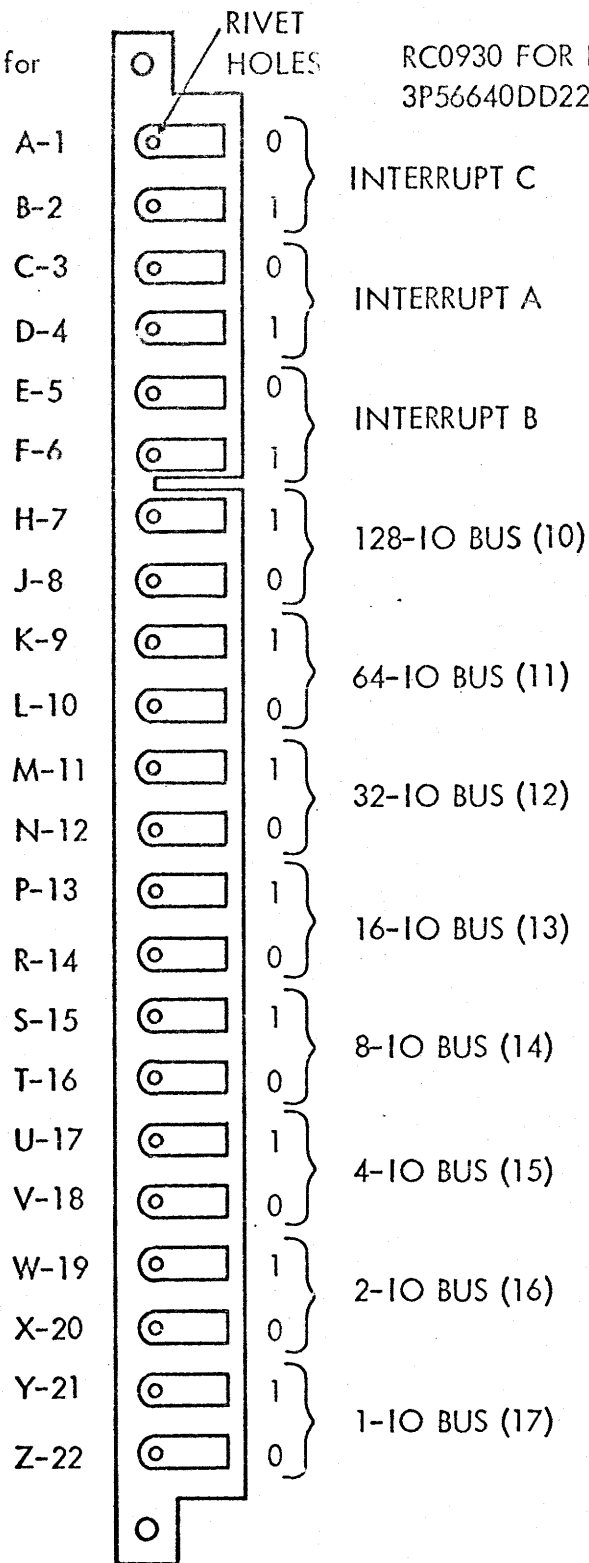 RIVET
for HOLES RC0930 FOR
3P56640DD22
A-1 0
INTERRUPT C
B-2 1
C-3 0
INTERRUPT A
D-4 1
E-5 0
INTERRUPT B
F-6 1
H-7 1
128-IO BUS (10)
J-8 0
K-9 1
64-IO BUS (11)
L-10 0
M-11 1
32-IO BUS (12)
N-12 0
P-13 1
16-IO BUS (13)
R-14 0
S-15 1
8-IO BUS (14)
T-16 0
U-17 1
4-IO BUS (15)
V-18 0
W-19 1
2-IO BUS (16)
X-20 0
Y-21 1
1-IO BUS (17)
Z-22 0